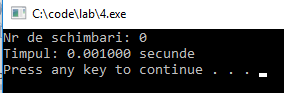 C:\code\lab\4.exe
Nr de schimbari: 0
Timpul: 0.001000 secunde
Press any key to continue . . .